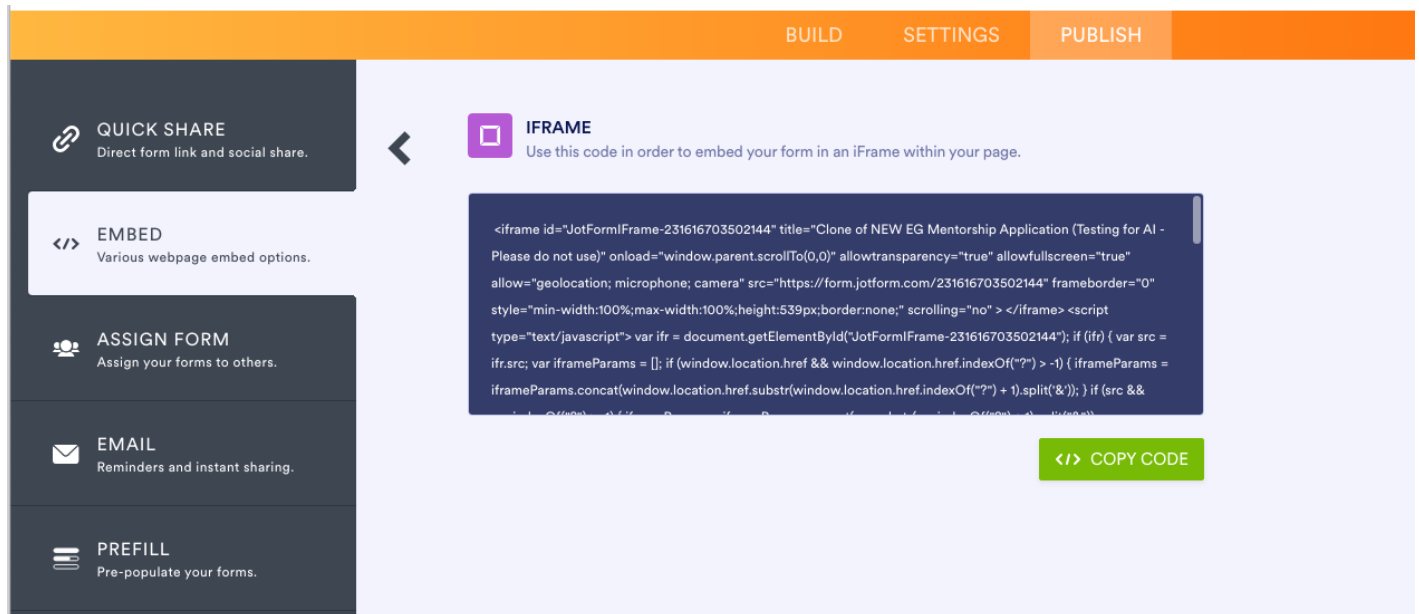 BUILD
SETTINGS
PUBLISH
QUICK SHARE
Direct form link and social share.
EMBED
Various webpage embed options.
ASSIGN FORM
Assign your forms to others.
EMAIL
Reminders and instant sharing.
PREFILL
Pre-populate your forms.
IFRAME
Use this code in order to embed your form in an iFrame within your page.
<iframe id="JotFormIFrame-231616703502144" title="Clone of NEW EG Mentorship Application (Testing for AI -
Please do not use)" onload="window.parent.scrollTo(0,0)" allowtransparency="true" allowfullscreen="true"
allow="geolocation; microphone; camera" src="https://form.jotform.com/231616703502144" frameborder="0"
style="min-width:100%;max-width:100%;height:539px;border:none;" scrolling="no" > </iframe> <script
type="text/javascript"> var ifr = document.getElementById("JotFormIFrame-231616703502144"); if (ifr) { var src =
ifr.src; var iframeParams = []; if (window.location.href && window.location.href.indexOf("?") > -1) { iframeParams =
iframeParams.concat(window.location.href.substr(window.location.href.indexOf("?") + 1).split('&')); } if (src &&
</> COPY CODE